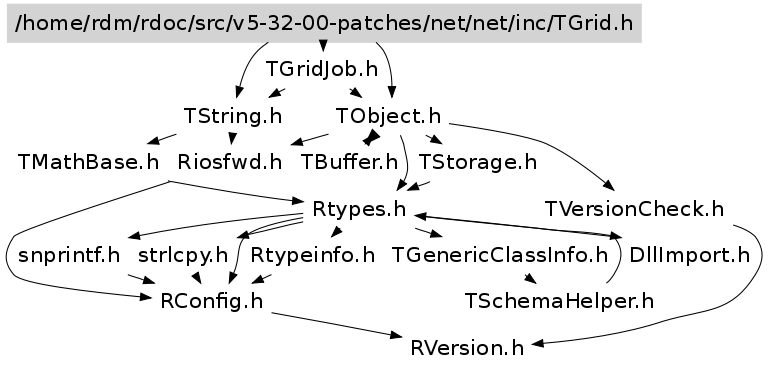 /home/rdm/rdoc/src/v5-32-00-patches/net/net/inc/TGrid.h
TGridJob.h
TString.h TObject.h
TMathBase.h Riosfwd.h TBuffer.h TStorage.h
Rtypes.h TVersionCheck.h
snprintf.h strlcpy.h Rtypeinfo.h TGenericClassInfo.h DllImport.h
RConfig.h TSchemaHelper.h
RVersion.h